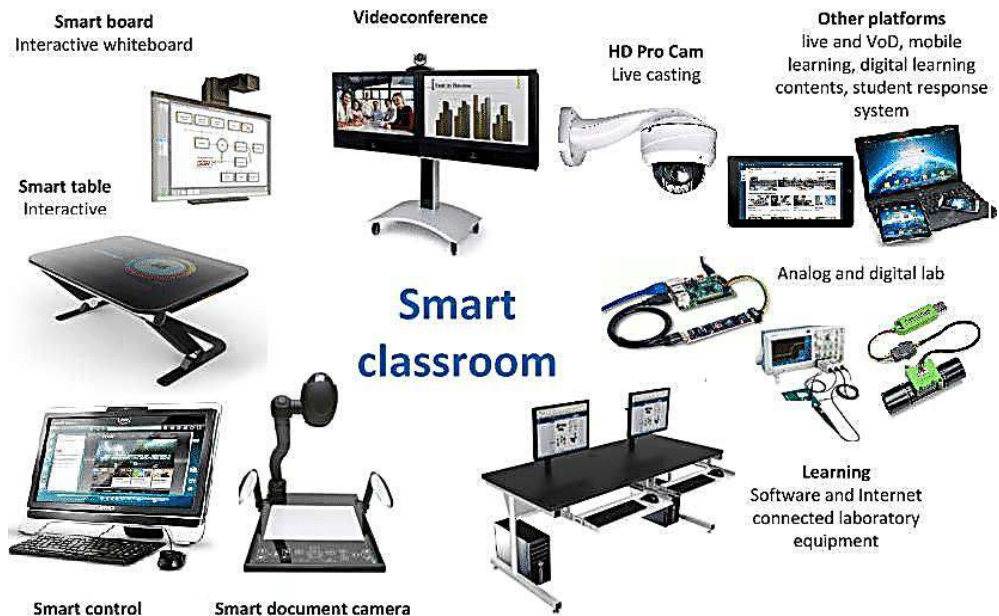 Smart board
Interactive whiteboard
Videoconference
HD Pro Cam
Live casting
Other platforms
live and VoD, mobile
learning, digital learning
contents, student response
system
Smart table
Interactive
Analog and digital lab
Smart
classroom
Learning
Software and Internet
connected laboratory
equipment
Smart control
Smart document camera